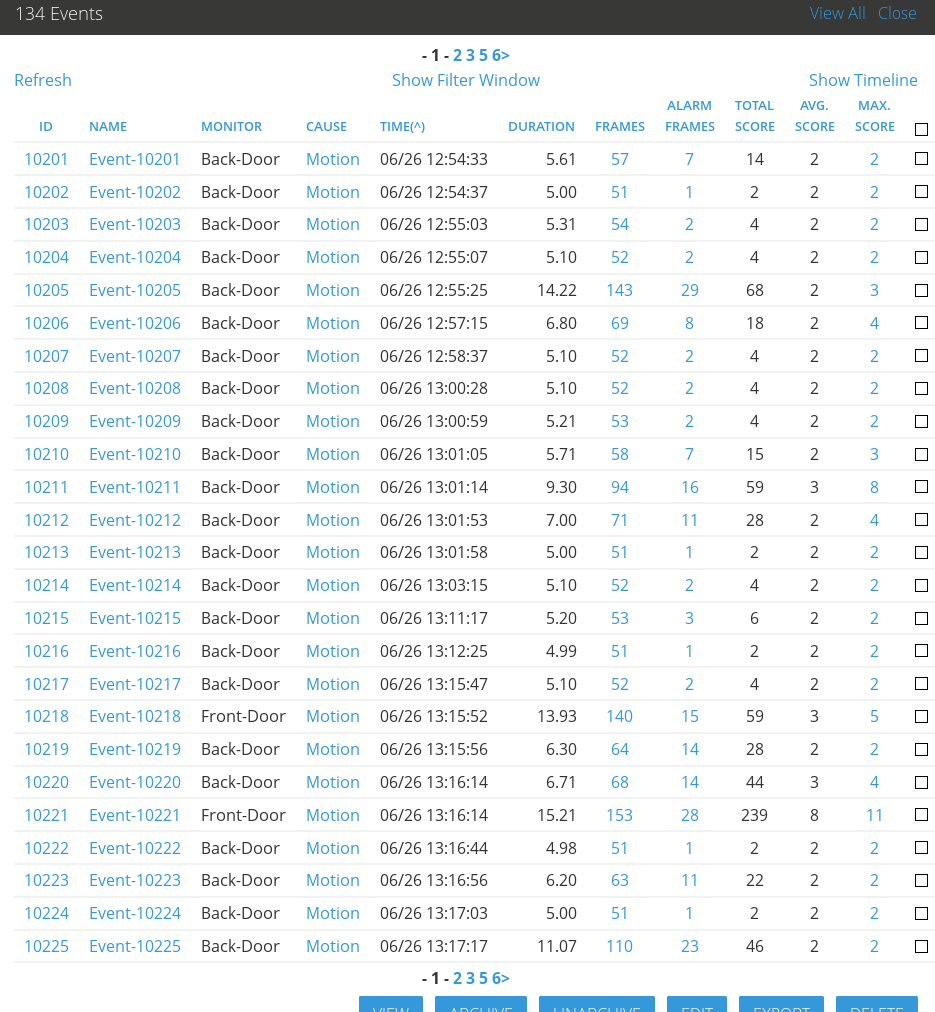 134 Events View All Close
- 1 - 2 3 5 6>
Refresh Show Filter Window Show Timeline
ID NAME MONITOR CAUSE TIME(^) DURATION FRAMES ALARM FRAMES TOTAL SCORE AVG. SCORE MAX. SCORE
10201 Event-10201 Back-Door Motion 06/26 12:54:33 5.61 57 7 14 2 2
10202 Event-10202 Back-Door Motion 06/26 12:54:37 5.00 51 1 2 2 2
10203 Event-10203 Back-Door Motion 06/26 12:55:03 5.31 54 2 4 2 2
10204 Event-10204 Back-Door Motion 06/26 12:55:07 5.10 52 2 4 2 2
10205 Event-10205 Back-Door Motion 06/26 12:55:25 14.22 143 29 68 2 3
10206 Event-10206 Back-Door Motion 06/26 12:57:15 6.80 69 8 18 2 4
10207 Event-10207 Back-Door Motion 06/26 12:58:37 5.10 52 2 4 2 2
10208 Event-10208 Back-Door Motion 06/26 13:00:28 5.10 52 2 4 2 2
10209 Event-10209 Back-Door Motion 06/26 13:00:59 5.21 53 2 4 2 2
10210 Event-10210 Back-Door Motion 06/26 13:01:05 5.71 58 7 15 2 3
10211 Event-10211 Back-Door Motion 06/26 13:01:14 9.30 94 16 59 3 8
10212 Event-10212 Back-Door Motion 06/26 13:01:53 7.00 71 11 28 2 4
10213 Event-10213 Back-Door Motion 06/26 13:01:58 5.00 51 1 2 2 2
10214 Event-10214 Back-Door Motion 06/26 13:03:15 5.10 52 2 4 2 2
10215 Event-10215 Back-Door Motion 06/26 13:11:17 5.20 53 3 6 2 2
10216 Event-10216 Back-Door Motion 06/26 13:12:25 4.99 51 1 2 2 2
10217 Event-10217 Back-Door Motion 06/26 13:15:47 5.10 52 2 4 2 2
10218 Event-10218 Front-Door Motion 06/26 13:15:52 13.93 140 15 59 3 5
10219 Event-10219 Back-Door Motion 06/26 13:15:56 6.30 64 14 28 2 2
10220 Event-10220 Back-Door Motion 06/26 13:16:14 6.71 68 14 44 3 4
10221 Event-10221 Front-Door Motion 06/26 13:16:14 15.21 153 28 239 8 11
10222 Event-10222 Back-Door Motion 06/26 13:16:44 4.98 51 1 2 2 2
10223 Event-10223 Back-Door Motion 06/26 13:16:56 6.20 63 11 22 2 2
10224 Event-10224 Back-Door Motion 06/26 13:17:03 5.00 51 1 2 2 2
10225 Event-10225 Back-Door Motion 06/26 13:17:17 11.07 110 23 46 2 2
- 1 - 2 3 5 6>
VIEW ARCHIVE UNARCHIVE EDIT EXPORT DELETE